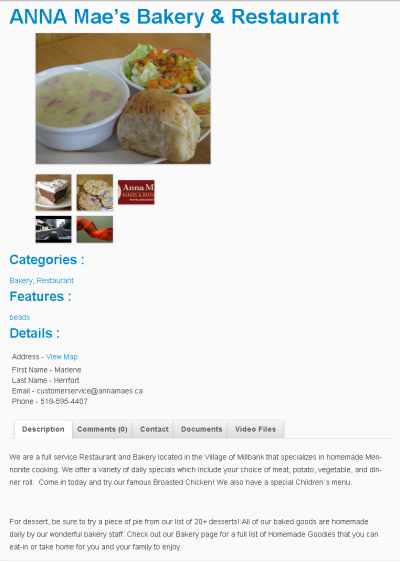 ANNA Mae's Bakery & Restaurant
Anna M
BAKERY & RESTAU
Categories :
Bakery, Restaurant
Features :
beads
Details :
Address - View Map
First Name - Marlene
Last Name - Herrfort
Email - customerservice@annamaes.ca
Phone - 519-595-4407
Description Comments (0) Contact Documents Video Files
We are a full service Restaurant and Bakery located in the Village of Millbank that specializes in homemade Men-
nonite cooking. We offer a variety of daily specials which include your choice of meat, potato, vegetable, and din-
ner roll. Come in today and try our famous Broasted Chicken! We also have a special Children`s menu.
For dessert, be sure to try a piece of pie from our list of 20+ desserts! All of our baked goods are homemade
daily by our wonderful bakery staff. Check out our Bakery page for a full list of Homemade Goodies that you can
eat-in or take home for you and your family to enjoy.